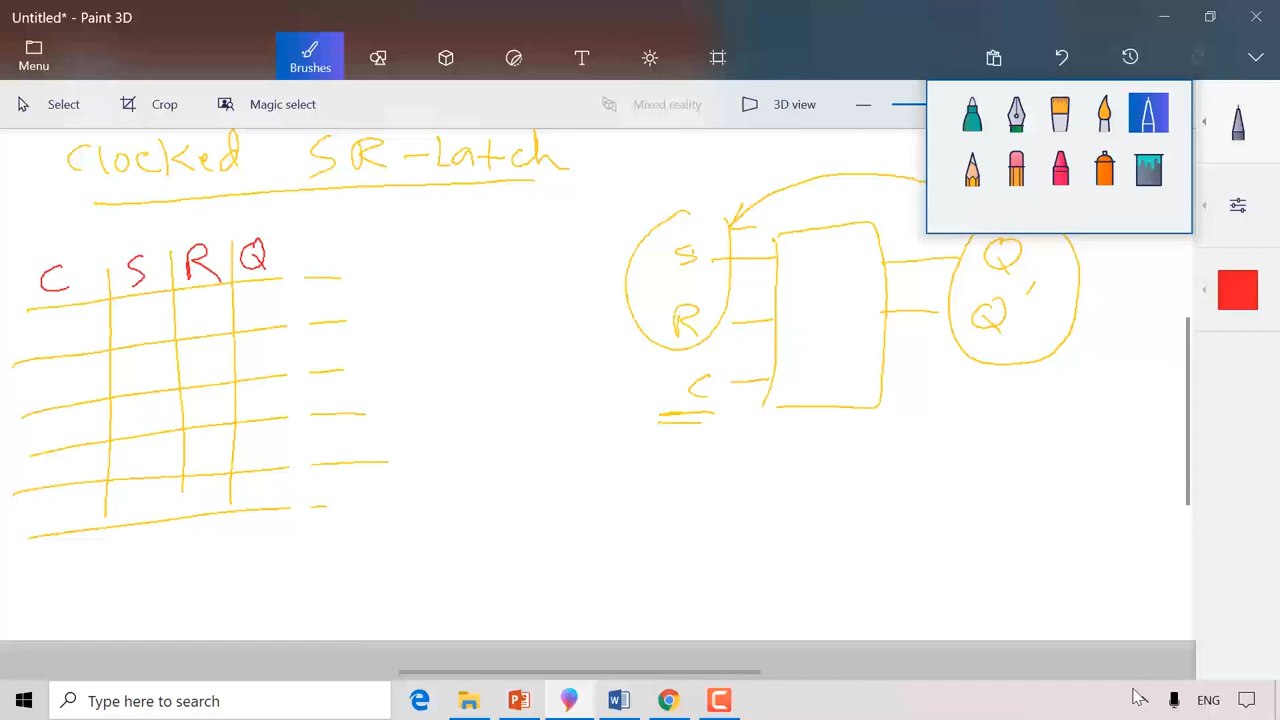 Untitled* - Paint 3D
Menu
Brushes
Select
Crop
Magic select
Mixed reality
3D view
Clocked SR-Latch
C S R Q
S
R
C
Q
Q'
Type here to search
ENG